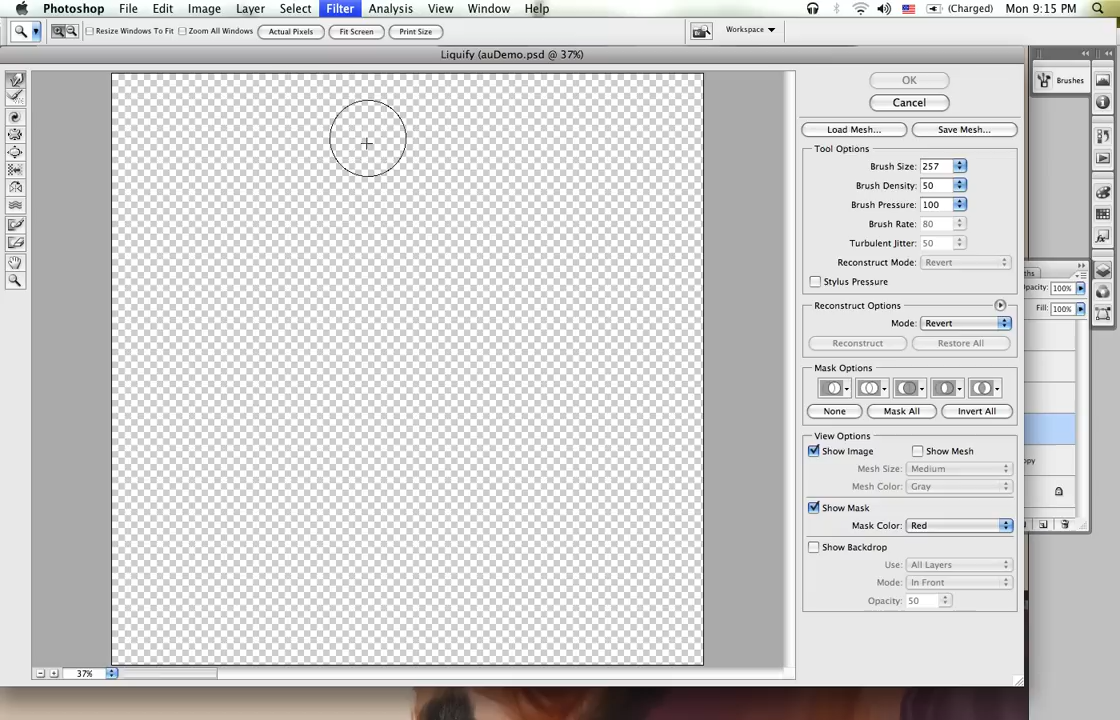 Photoshop File Edit Image Layer Select Filter Analysis View Window Help (Charged) Mon 9:15 PM
Resize Windows To Fit Zoom All Windows Actual Pixels Fit Screen Print Size Workspace
Liquify (auDemo.psd @ 37%)
OK
Cancel
Load Mesh... Save Mesh...
Tool Options
Brush Size: 257
Brush Density: 50
Brush Pressure: 100
Brush Rate: 80
Turbulent Jitter: 50
Reconstruct Mode: Revert
Stylus Pressure
Reconstruct Options
Mode: Revert
Reconstruct Restore All
Mask Options
None Mask All Invert All
View Options
Show Image Show Mesh
Mesh Size: Medium
Mesh Color: Gray
Show Mask
Mask Color: Red
Show Backdrop
Use: All Layers
Mode: In Front
Opacity: 50
37%
Brushes
ths
pacity: 100%
Fill: 100%
opy